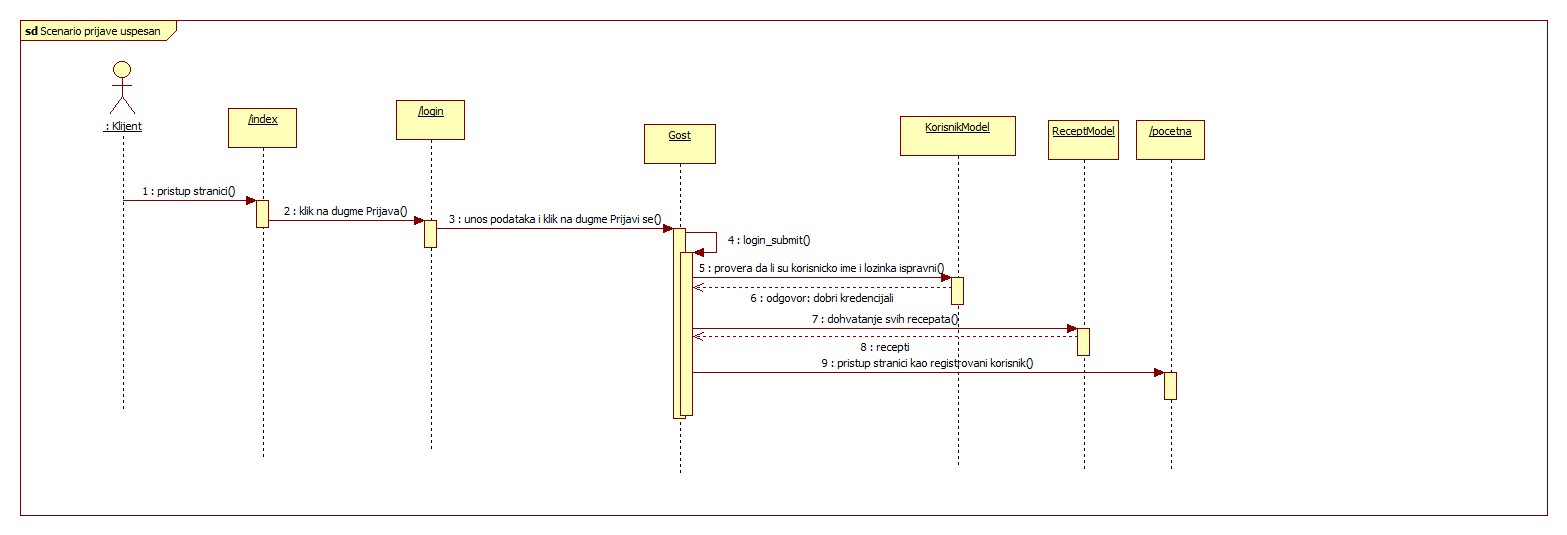 sd Scenario prijave uspesan
: Klijent
/index
/login
Gost
KorisnikModel
ReceptModel
/pocetna
1 : pristup stranici()
2 : klik na dugme Prijava()
3 : unos podataka i klik na dugme Prijavi se()
4 : login_submit()
5 : provera da li su korisnicko ime i lozinka ispravni()
6 : odgovor: dobri kredencijali
7 : dohvatanje svih recepata()
8 : recepti
9 : pristup stranici kao registrovani korisnik()